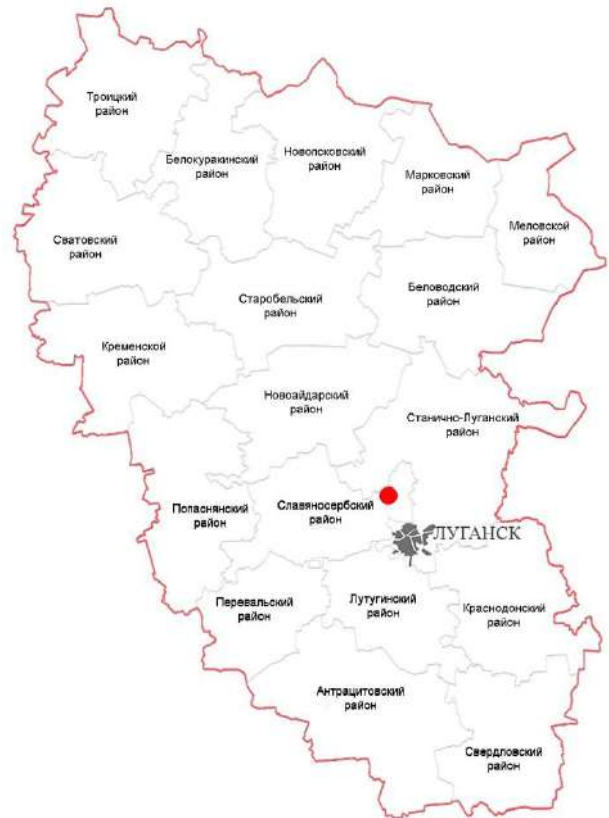 Троицкий
район
Белокуракинский
район
Новопсковский
район
Марковский
район
Меловской
район
Сватовский
район
Старобельский
район
Беловодский
район
Кременской
район
Новоайдарский
район
Станично-Луганский
район
Попаснянский
район
Славяносербский
район
ЛУГАНСК
Перевальский
район
Лутугинский
район
Краснодонский
район
Антрацитовский
район
Свердловский
район